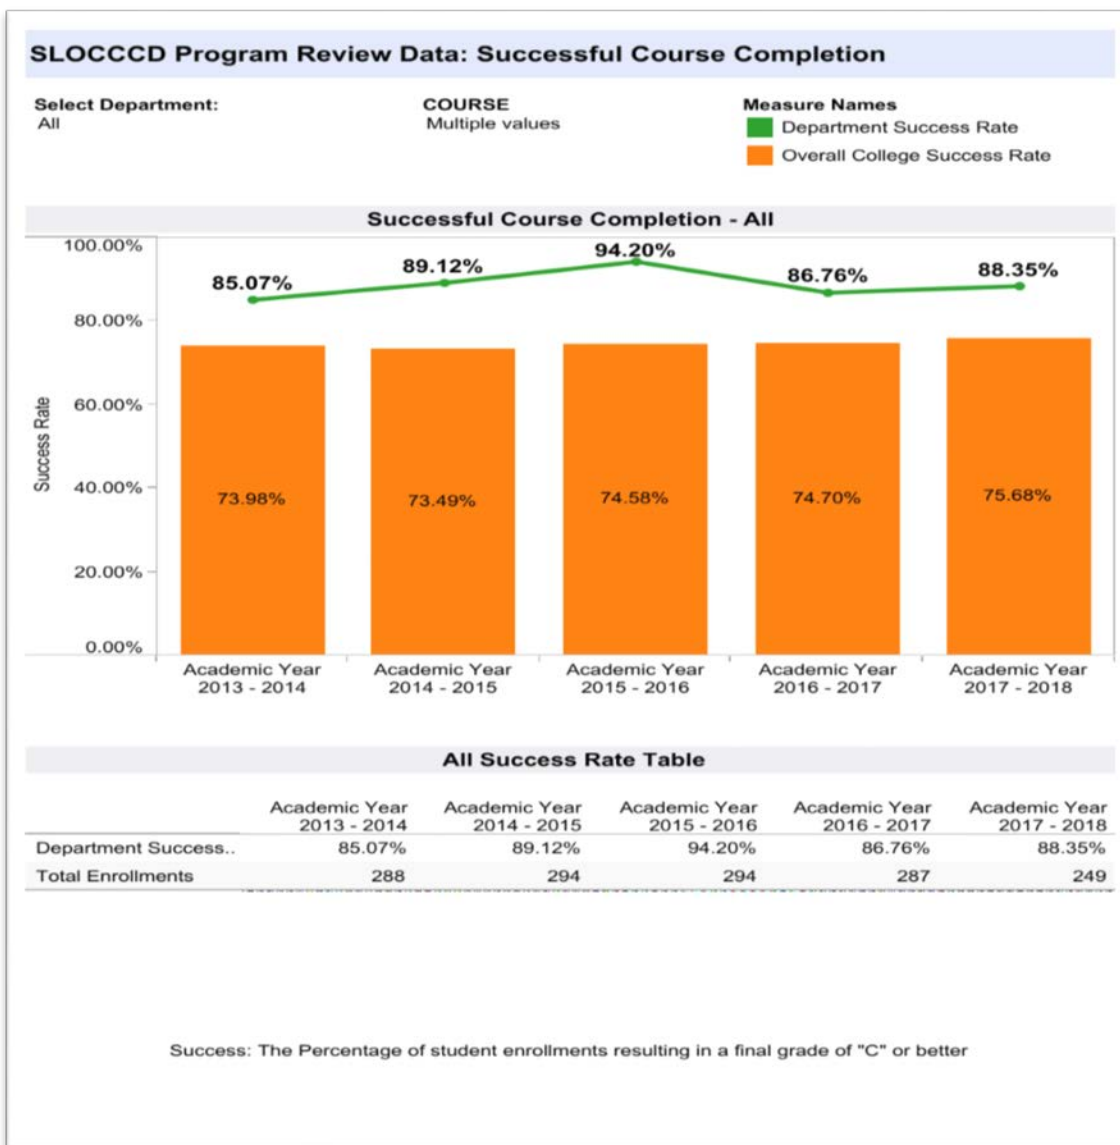 SLOCCCD Program Review Data: Successful Course Completion
Select Department:
All
COURSE
Multiple values
Measure Names
Department Success Rate
Overall College Success Rate
Successful Course Completion - All
Success Rate
100.00%
80.00%
60.00%
40.00%
20.00%
0.00%
85.07%
89.12%
94.20%
86.76%
88.35%
73.98%
73.49%
74.58%
74.70%
75.68%
Academic Year
2013 - 2014
Academic Year
2014 - 2015
Academic Year
2015 - 2016
Academic Year
2016 - 2017
Academic Year
2017 - 2018
All Success Rate Table
Academic Year Academic Year Academic Year Academic Year Academic Year
2013 - 2014 2014 - 2015 2015 - 2016 2016 - 2017 2017 - 2018
Department Success.. 85.07% 89.12% 94.20% 86.76% 88.35%
Total Enrollments 288 294 294 287 249
Success: The Percentage of student enrollments resulting in a final grade of "C" or better